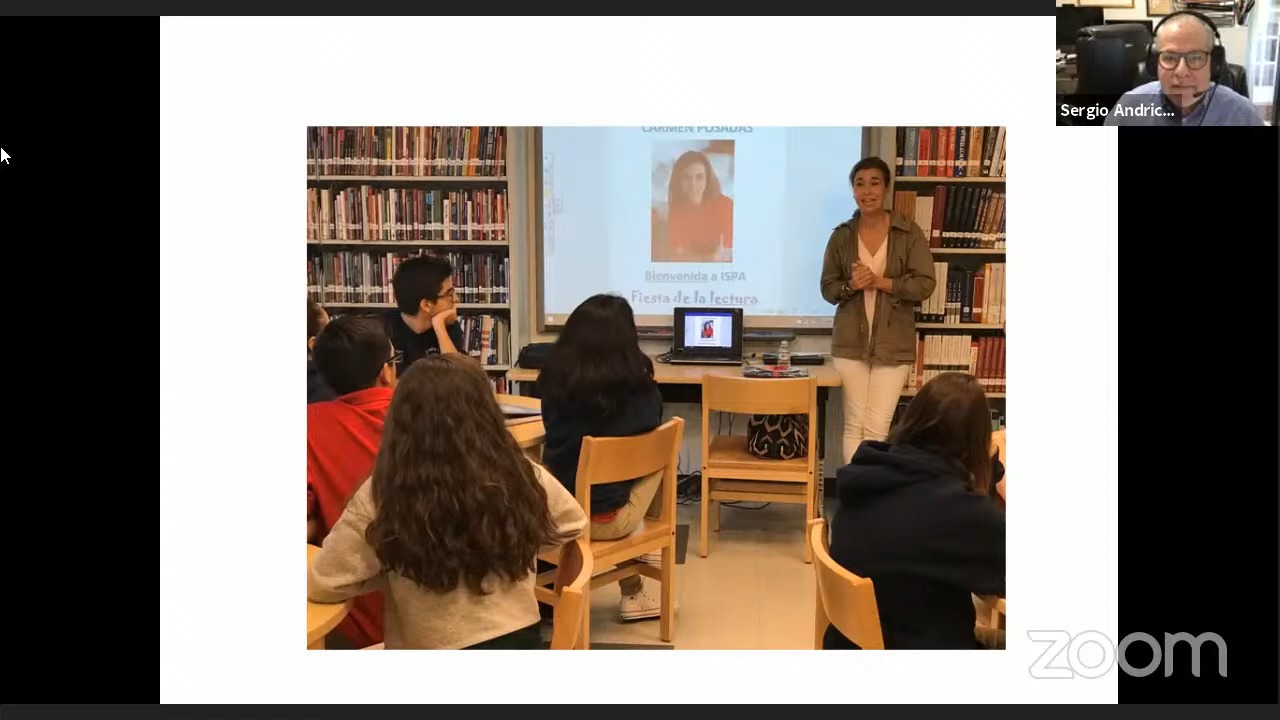 Sergio Andric...
CARMEN POSADAS
Bienvenida a ISPA
Fiesta de la lectura
zoom